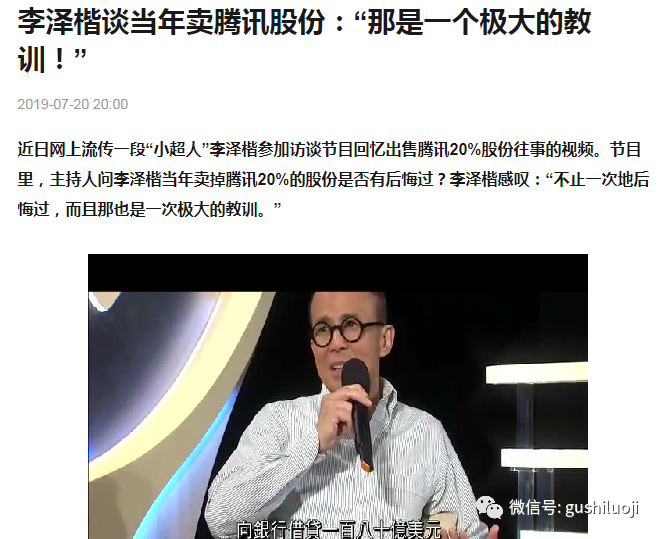 李泽楷谈当年卖腾讯股份：“那是一个极大的教
训！”
2019-07-20 20:00
近日网上流传一段“小超人”李泽楷参加访谈节目回忆出售腾讯20%股份往事的视频。节目
里，主持人问李泽楷当年卖掉腾讯20%的股份是否有后悔过？李泽楷感叹：“不止一次地后
悔过，而且那也是一次极大的教训。”
微信号: gushiluoji
向銀行借貸一百八十億美元